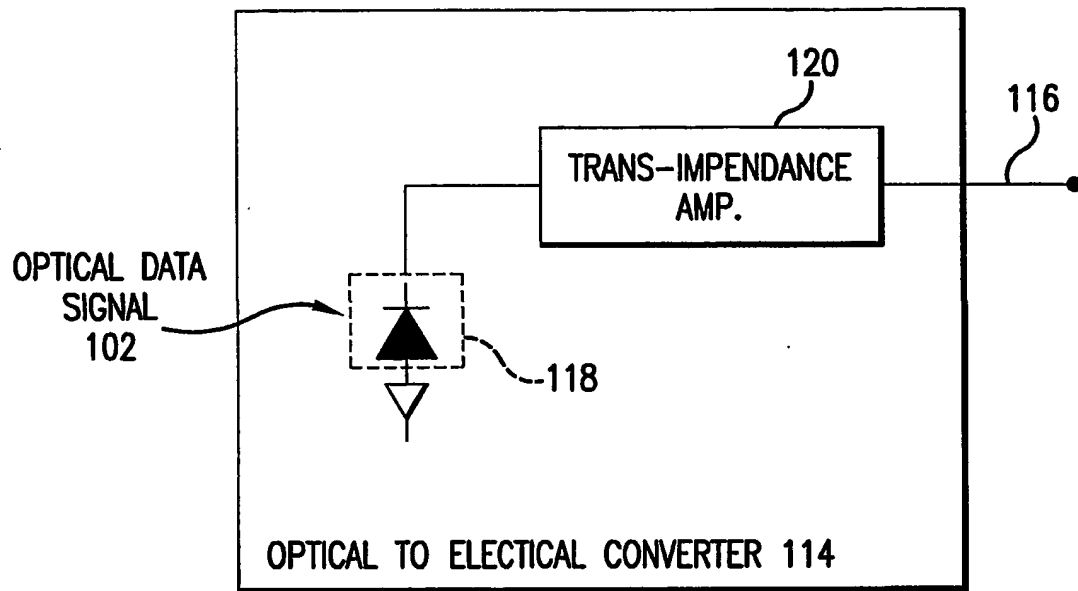 120
116
TRANS-IMPENDANCE
AMP.
OPTICAL DATA
SIGNAL
102
118
OPTICAL TO ELECTICAL CONVERTER 114